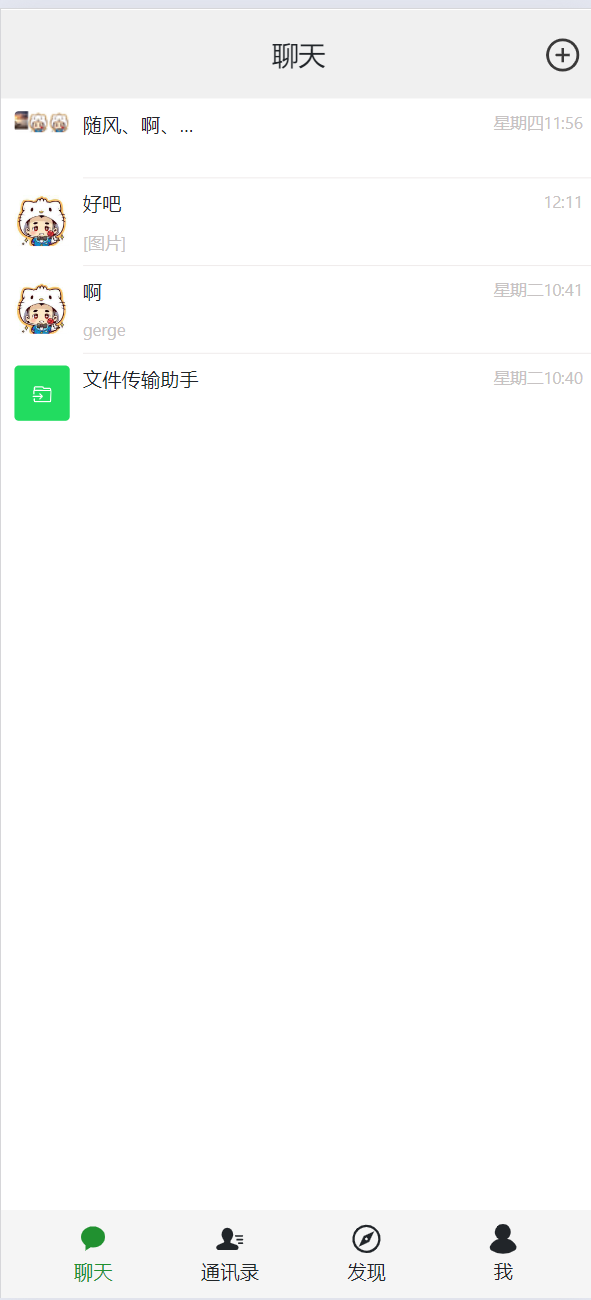 聊天
随风、啊、...
星期四11:56
好吧
12:11
[图片]
啊
星期二10:41
gerge
文件传输助手
星期二10:40
聊天
通讯录
发现
我